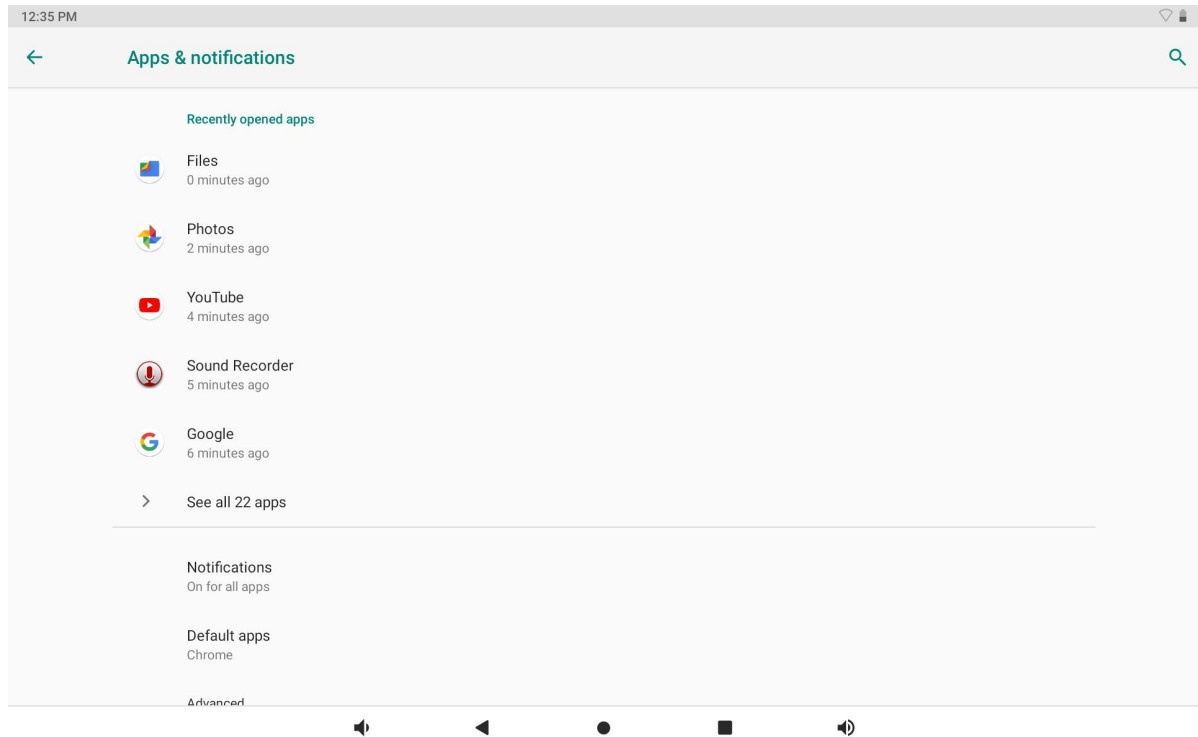 12:35 PM
Apps & notifications
Recently opened apps
Files
0 minutes ago
Photos
2 minutes ago
YouTube
4 minutes ago
Sound Recorder
5 minutes ago
Google
6 minutes ago
See all 22 apps
Notifications
On for all apps
Default apps
Chrome
Advanced